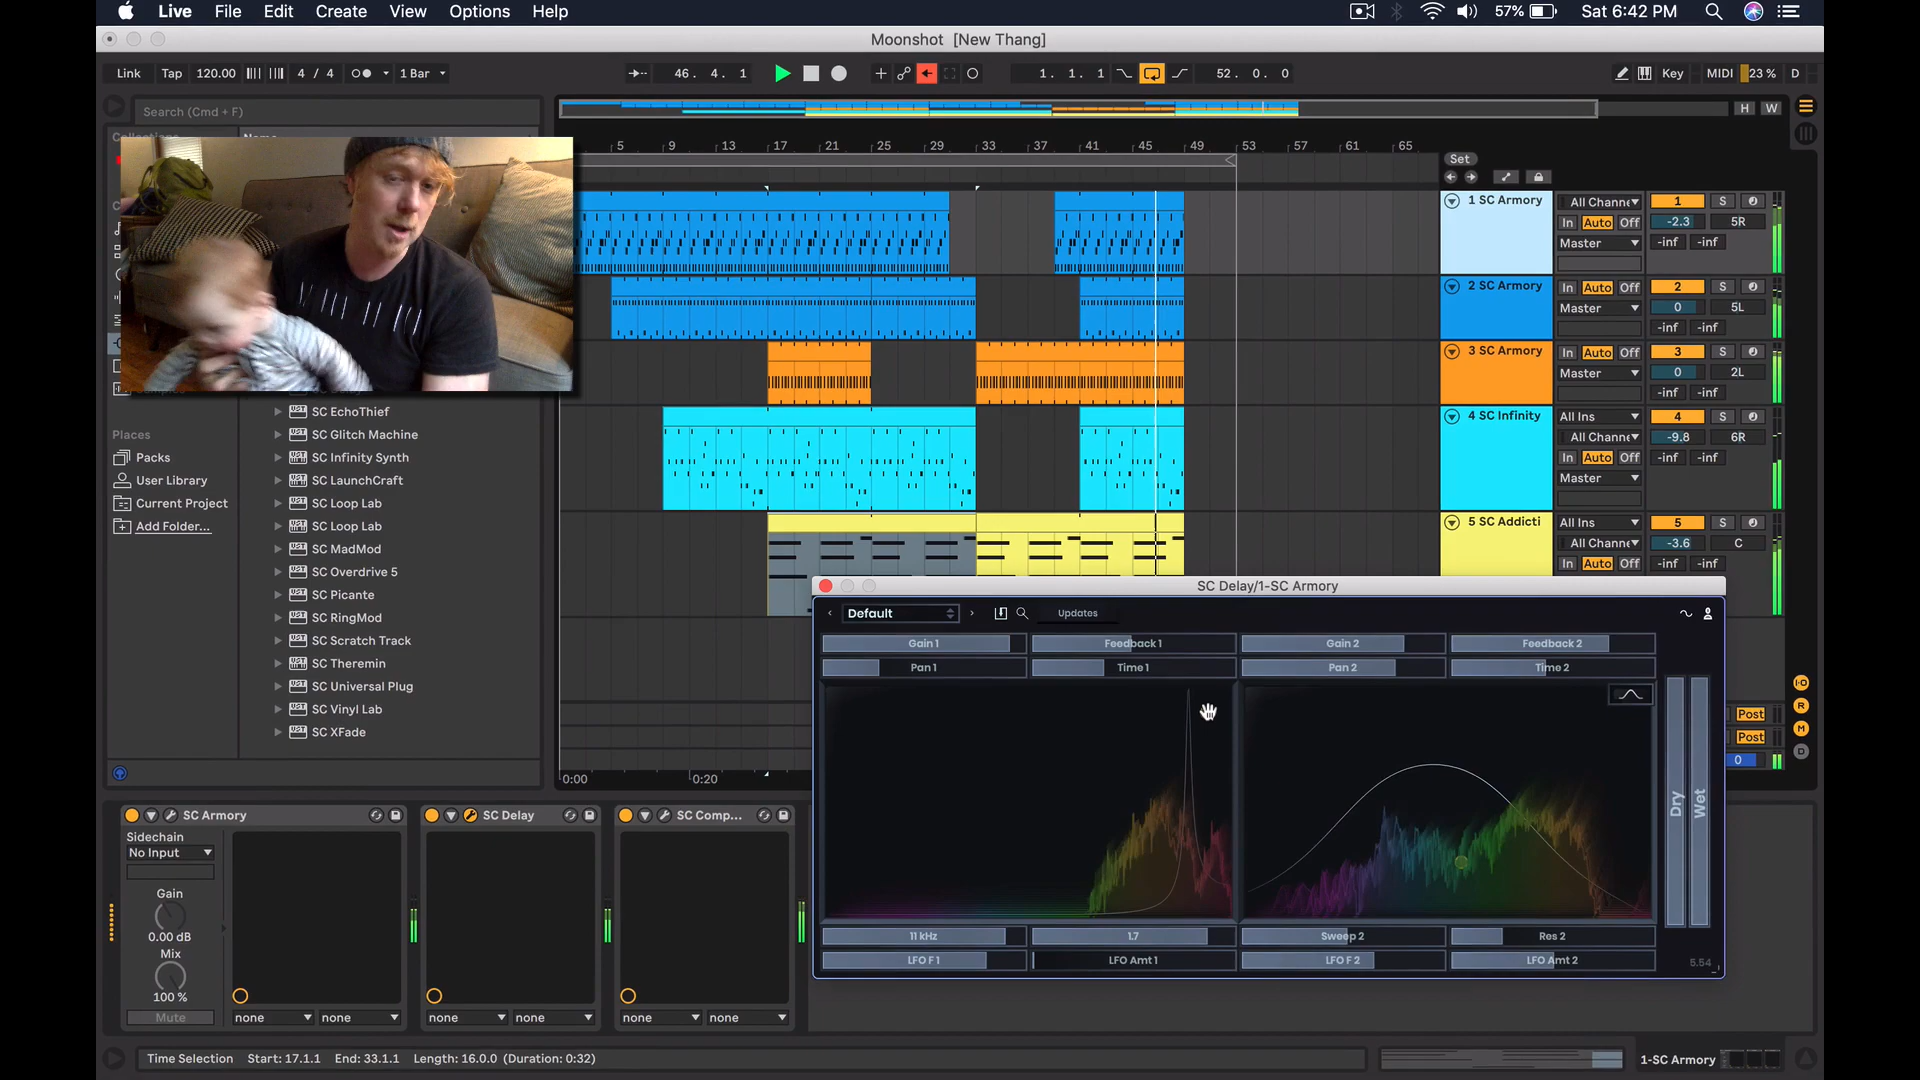 Live File Edit Create View Options Help 57% Sat 6:42 PM
Moonshot [New Thang]
Link Tap 120.00 4 / 4 1 Bar 46. 4. 1 1. 1. 1 52. 0. 0 Key MIDI 23 % D
Search (Cmd + F)
H W
Name
5 9 13 17 21 25 29 33 37 41 45 49 53 57 61 65
Set
1 SC Armory All Channe 1 S
In Auto Off -2.3 5R
Master -inf -inf
2 SC Armory In Auto Off 2 S
Master 0 5L
-inf -inf
3 SC Armory In Auto Off 3 S
Master 0 2L
-inf -inf
4 SC Infinity All Ins 4 S
All Channe -9.8 6R
In Auto Off -inf -inf
Master
5 SC Addicti All Ins 5 S
All Channe -3.6 C
In Auto Off -inf -inf
SC EchoThief
SC Glitch Machine
SC Infinity Synth
SC LaunchCraft
SC Loop Lab
SC Loop Lab
SC MadMod
SC Overdrive 5
SC Picante
SC RingMod
SC Scratch Track
SC Theremin
SC Universal Plug
SC Vinyl Lab
SC XFade
Places
Packs
User Library
Current Project
Add Folder...
0:00 0:20
SC Delay/1-SC Armory
Default Updates
Gain 1 Feedback 1 Gain 2 Feedback 2
Pan 1 Time 1 Pan 2 Time 2
Dry Wet
11 kHz 1.7 Sweep 2 Res 2
LFO F 1 LFO Amt 1 LFO F 2 LFO Amt 2
5.54
I·O
R Post
M Post
D 0
SC Armory SC Delay SC Comp...
Sidechain
No Input
Gain
0.00 dB
Mix
100 %
Mute none none none none none none
Time Selection Start: 17.1.1 End: 33.1.1 Length: 16.0.0 (Duration: 0:32) 1-SC Armory